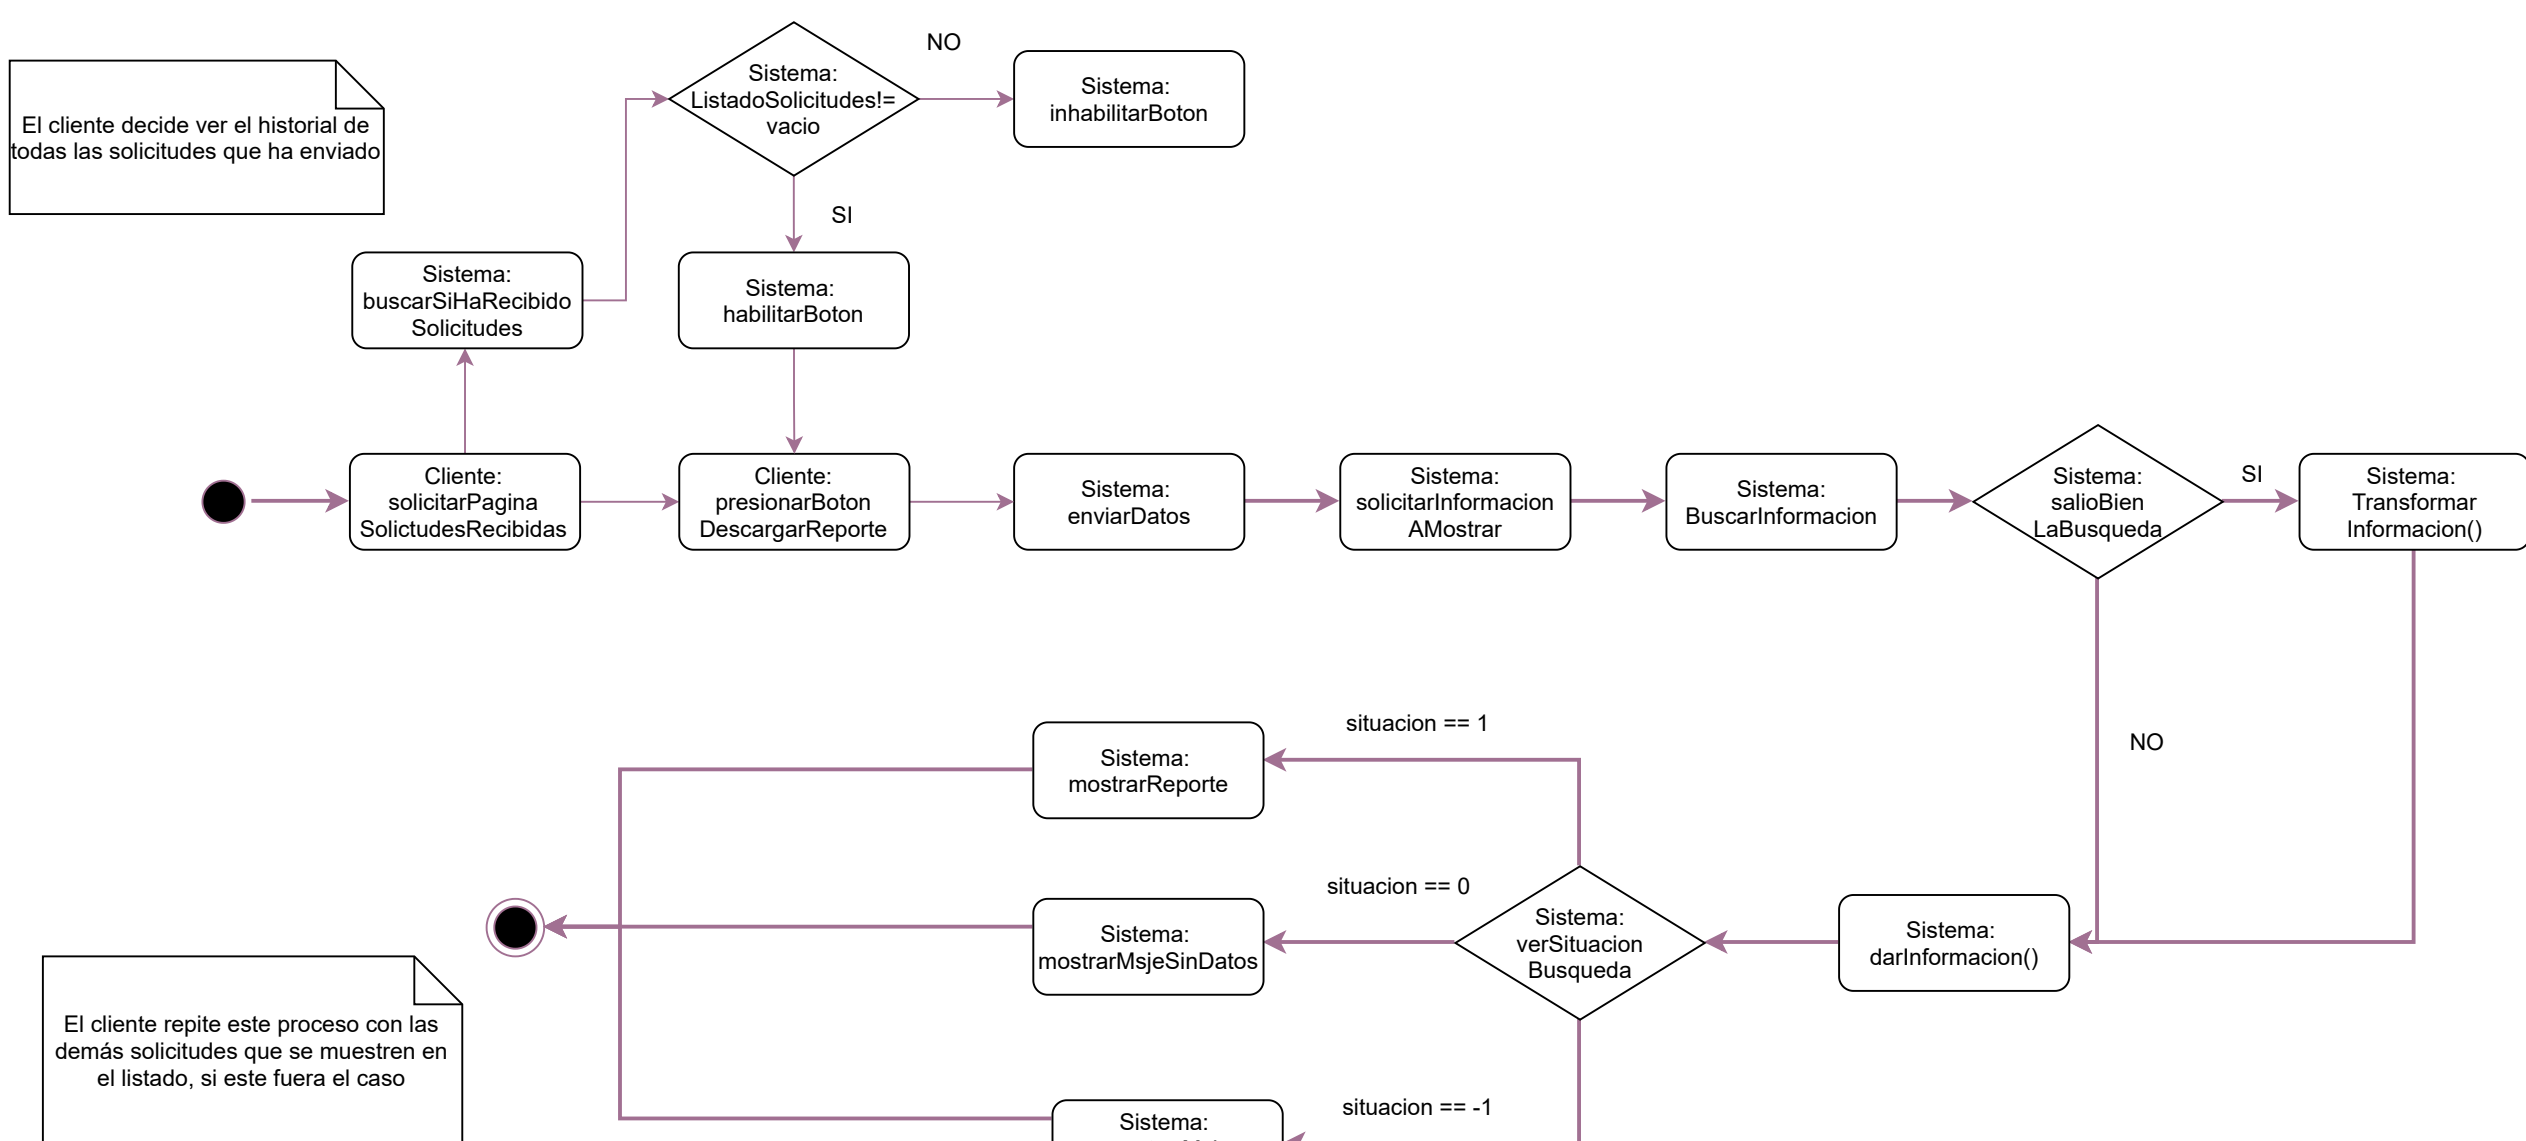 El cliente decide ver el historial de
todas las solicitudes que ha enviado
Sistema:
ListadoSolicitudes!=
vacio
NO
Sistema:
inhabilitarBoton
SI
Sistema:
buscarSiHaRecibido
Solicitudes
Sistema:
habilitarBoton
Cliente:
solicitarPagina
SolictudesRecibidas
Cliente:
presionarBoton
DescargarReporte
Sistema:
enviarDatos
Sistema:
solicitarInformacion
AMostrar
Sistema:
BuscarInformacion
Sistema:
salioBien
LaBusqueda
SI
Sistema:
Transformar
Informacion()
NO
situacion == 1
Sistema:
mostrarReporte
situacion == 0
Sistema:
mostrarMsjeSinDatos
Sistema:
verSituacion
Busqueda
Sistema:
darInformacion()
El cliente repite este proceso con las
demás solicitudes que se muestren en
el listado, si este fuera el caso
situacion == -1
Sistema: